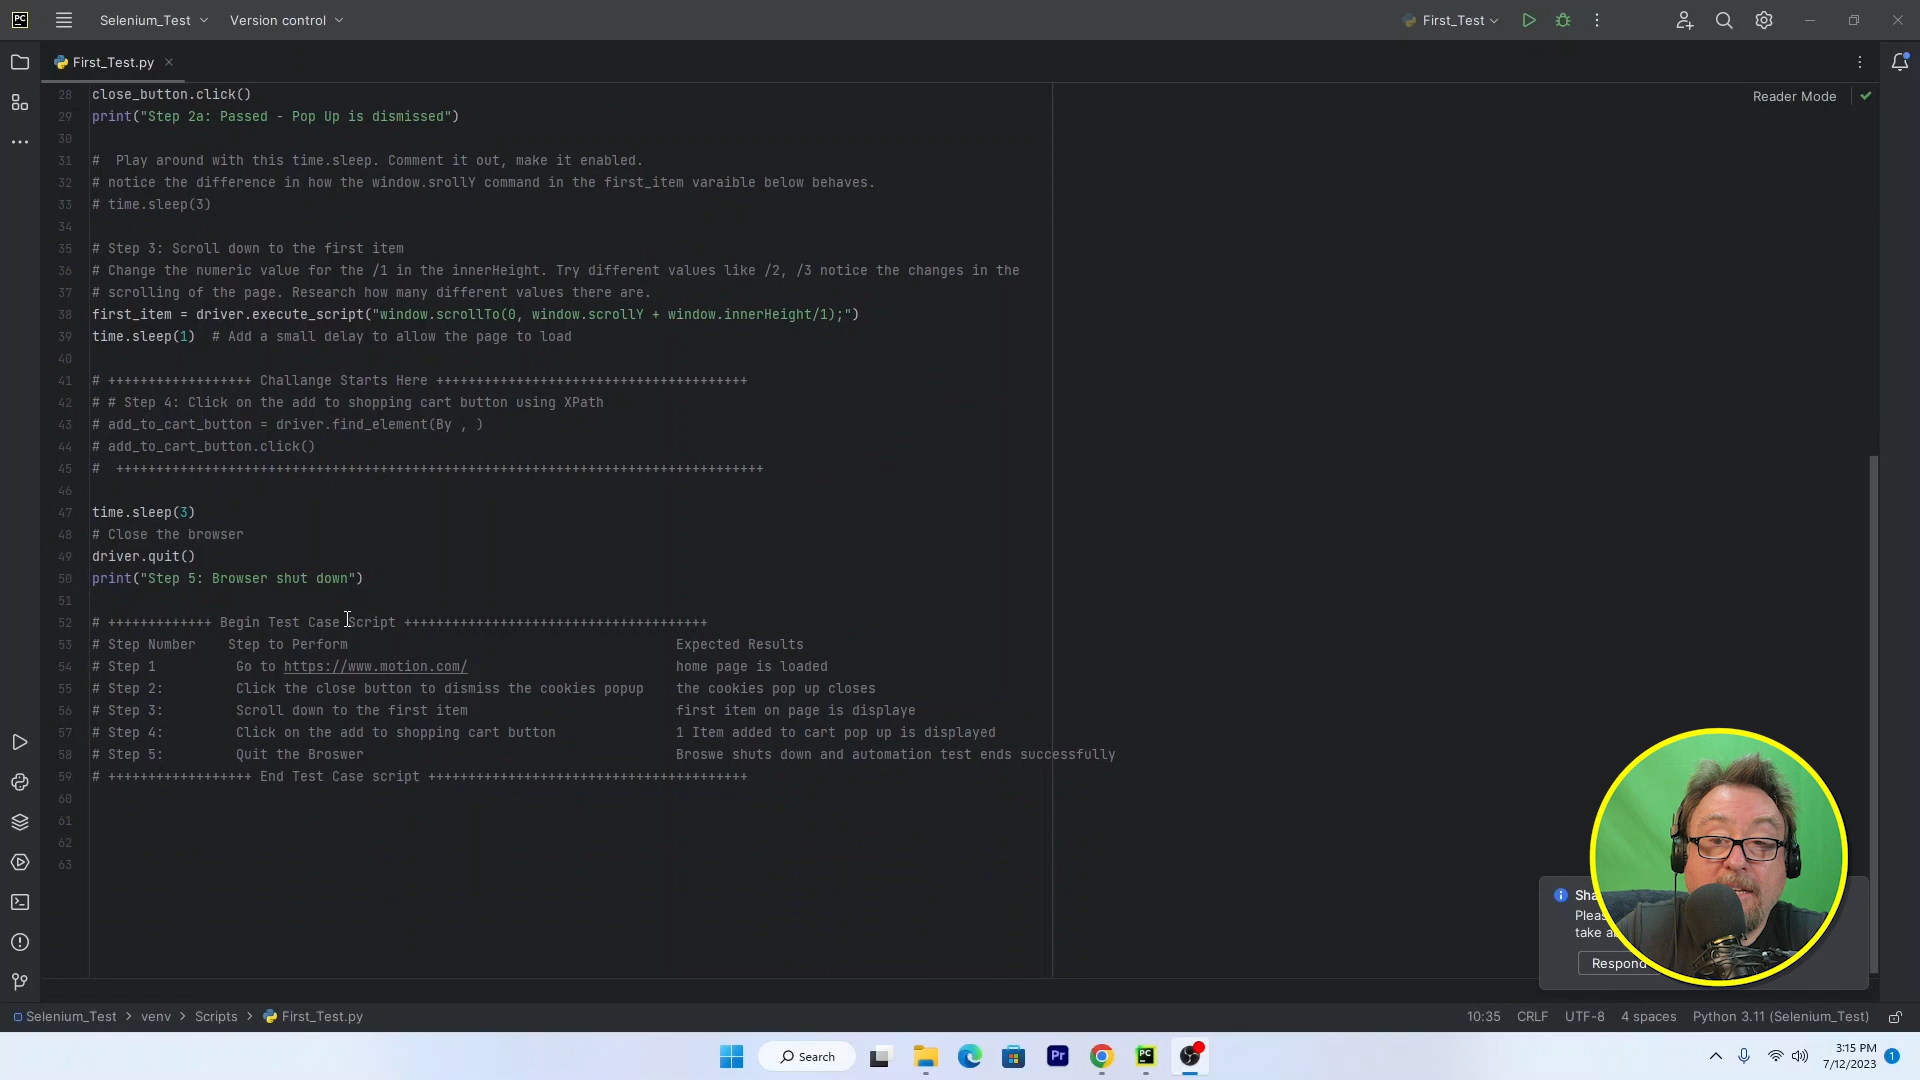 Selenium_Test
Version control
First_Test
First_Test.py
Reader Mode
28 close_button.click()
29 print("Step 2a: Passed - Pop Up is dismissed")
30
31 #  Play around with this time.sleep. Comment it out, make it enabled.
32 # notice the difference in how the window.srollY command in the first_item varaible below behaves.
33 # time.sleep(3)
34
35 # Step 3: Scroll down to the first item
36 # Change the numeric value for the /1 in the innerHeight. Try different values like /2, /3 notice the changes in the
37 # scrolling of the page. Research how many different values there are.
38 first_item = driver.execute_script("window.scrollTo(0, window.scrollY + window.innerHeight/1);")
39 time.sleep(1)  # Add a small delay to allow the page to load
40
41 # ++++++++++++++++++ Challange Starts Here +++++++++++++++++++++++++++++++++++++++
42 # # Step 4: Click on the add to shopping cart button using XPath
43 # add_to_cart_button = driver.find_element(By , )
44 # add_to_cart_button.click()
45 #  +++++++++++++++++++++++++++++++++++++++++++++++++++++++++++++++++++++++++++++++++
46
47 time.sleep(3)
48 # Close the browser
49 driver.quit()
50 print("Step 5: Browser shut down")
51
52 # +++++++++++++ Begin Test Case Script ++++++++++++++++++++++++++++++++++++++
53 # Step Number    Step to Perform    Expected Results
54 # Step 1    Go to https://www.motion.com/    home page is loaded
55 # Step 2:    Click the close button to dismiss the cookies popup    the cookies pop up closes
56 # Step 3:    Scroll down to the first item    first item on page is displaye
57 # Step 4:    Click on the add to shopping cart button    1 Item added to cart pop up is displayed
58 # Step 5:    Quit the Broswer    Broswe shuts down and automation test ends successfully
59 # ++++++++++++++++++ End Test Case script ++++++++++++++++++++++++++++++++++++++++
60
61
62
63
Respond
Selenium_Test > venv > Scripts > First_Test.py
10:35 CRLF UTF-8 4 spaces Python 3.11 (Selenium_Test)
Search
Pr
PC
3:15 PM
7/12/2023
1